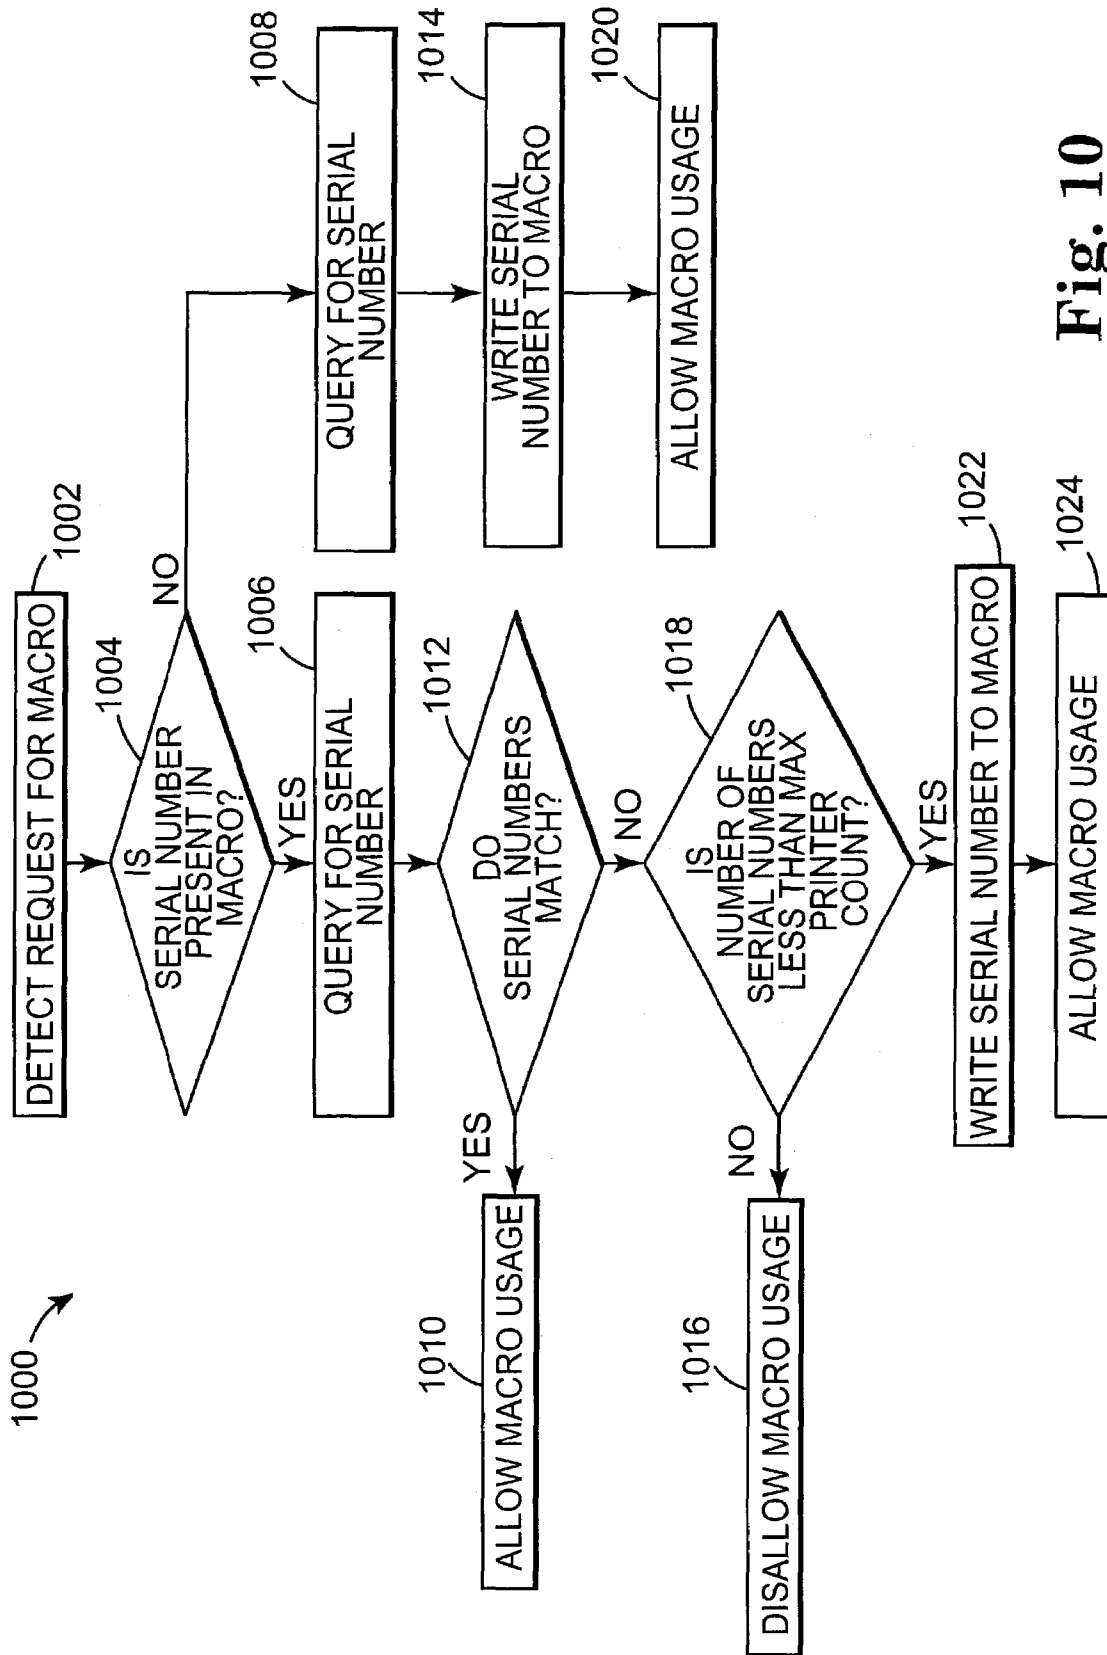 1000
DETECT REQUEST FOR MACRO
1002
IS
SERIAL NUMBER
PRESENT IN
MACRO?
1004
NO
YES
QUERY FOR SERIAL
NUMBER
1006
QUERY FOR SERIAL
NUMBER
1008
DO
SERIAL NUMBERS
MATCH?
1012
YES
NO
ALLOW MACRO USAGE
1010
WRITE SERIAL
NUMBER TO MACRO
1014
IS
NUMBER OF
SERIAL NUMBERS
LESS THAN MAX
PRINTER
COUNT?
1018
NO
YES
DISALLOW MACRO USAGE
1016
ALLOW MACRO USAGE
1020
WRITE SERIAL NUMBER TO MACRO
1022
ALLOW MACRO USAGE
1024
Fig. 10